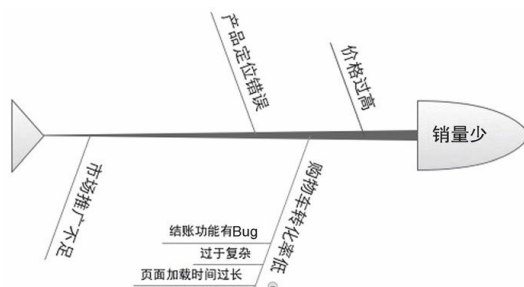 产品定位错误
价格过高
销量少
市场推广不足
购物车转化率低
结账功能有Bug
过于复杂
页面加载时间过长